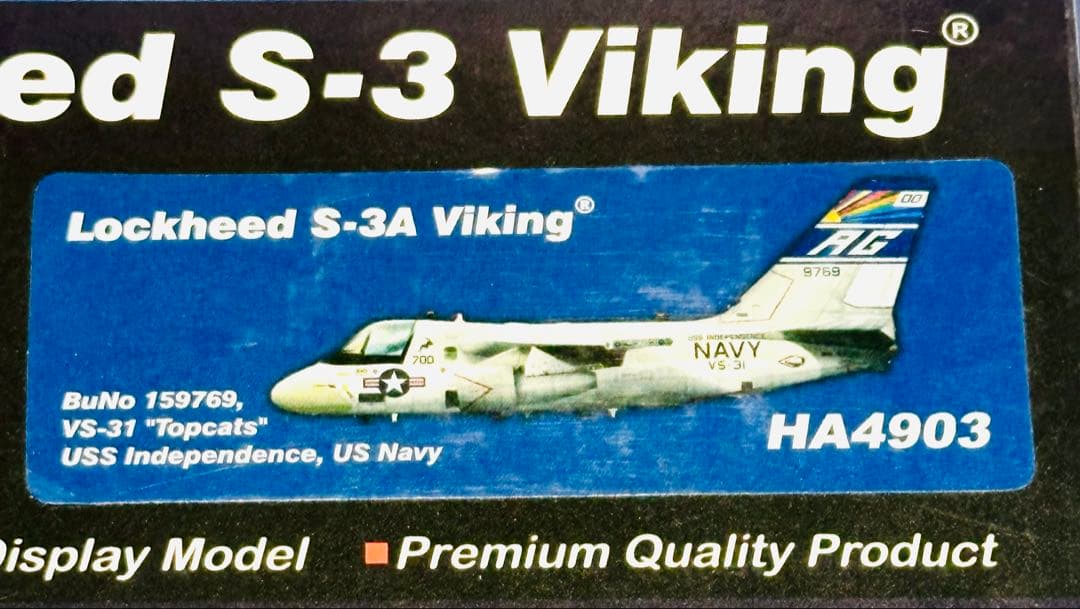 ed S-3 Viking®
Lockheed S-3A Viking®
00
AG
9769
700
USS INDEPENDENCE
NAVY
VS-31
BuNo 159769,
VS-31 "Topcats"
USS Independence, US Navy
HA4903
Display Model
Premium Quality Product